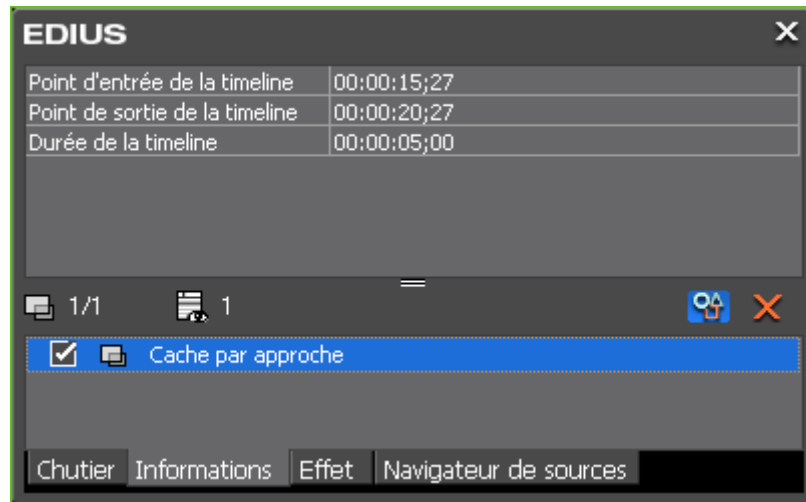 EDIUS
Point d'entrée de la timeline 00:00:15;27
Point de sortie de la timeline 00:00:20;27
Durée de la timeline 00:00:05;00
1/1 1
Cache par approche
Chutier Informations Effet Navigateur de sources